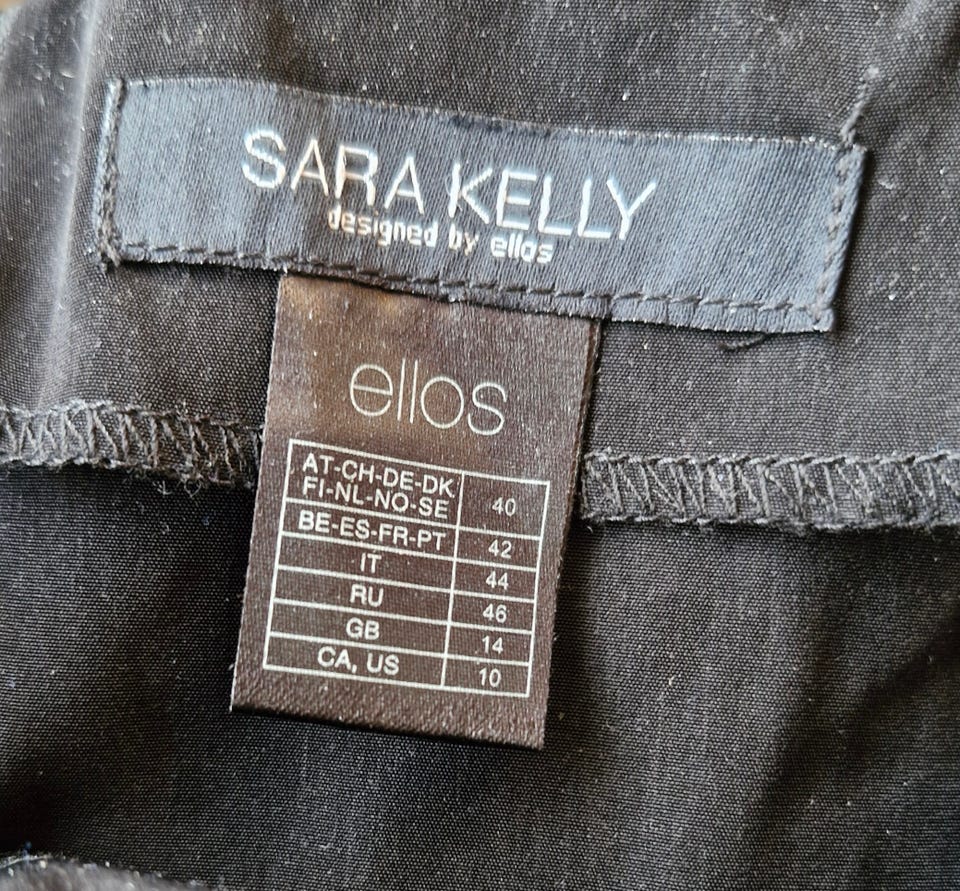 SARA KELLY
designed by ellos
ellos
AT-CH-DE-DK
FI-NL-NO-SE 40
BE-ES-FR-PT 42
IT 44
RU 46
GB 14
CA, US 10